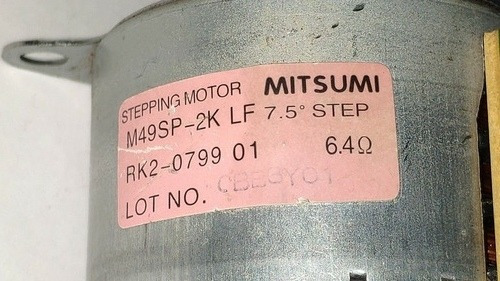 STEPPING MOTOR MITSUMI
M49SP-2K LF 7.5° STEP
RK2-0799 01 6.4Ω
LOT NO.